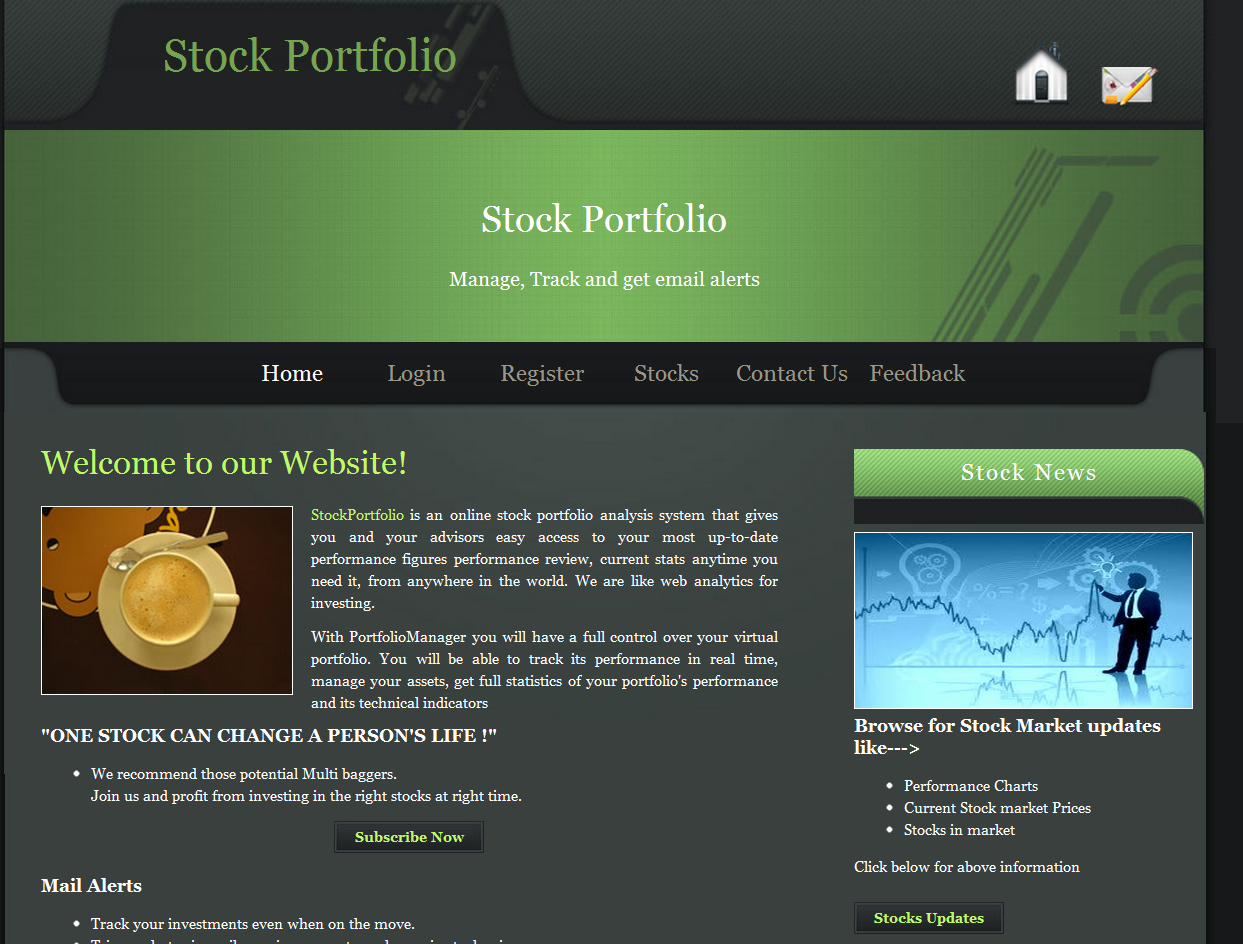 Stock Portfolio
Stock Portfolio
Manage, Track and get email alerts
Home Login Register Stocks Contact Us Feedback
Welcome to our Website!
StockPortfolio is an online stock portfolio analysis system that gives
you and your advisors easy access to your most up-to-date
performance figures performance review, current stats anytime you
need it, from anywhere in the world. We are like web analytics for
investing.
With PortfolioManager you will have a full control over your virtual
portfolio. You will be able to track its performance in real time,
manage your assets, get full statistics of your portfolio's performance
and its technical indicators
"ONE STOCK CAN CHANGE A PERSON'S LIFE !"
We recommend those potential Multi baggers.
Join us and profit from investing in the right stocks at right time.
Subscribe Now
Mail Alerts
Track your investments even when on the move.
Stock News
Browse for Stock Market updates
like--->
Performance Charts
Current Stock market Prices
Stocks in market
Click below for above information
Stocks Updates